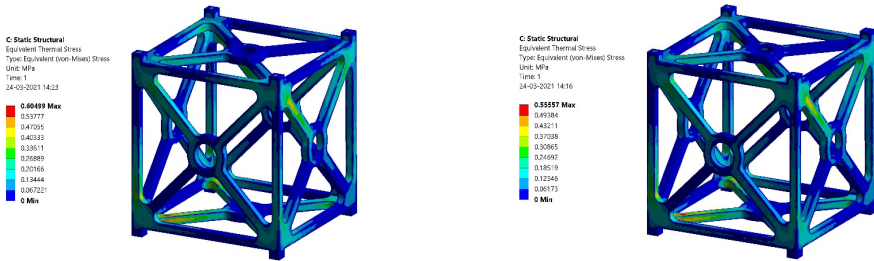 C: Static Structural
Equivalent Thermal Stress
Type: Equivalent (von-Mises) Stress
Unit: MPa
Time: 1
24-03-2021 14:23
0.60499 Max
0.53777
0.47055
0.40333
0.33611
0.26889
0.20166
0.13444
0.067221
0 Min
C: Static Structural
Equivalent Thermal Stress
Type: Equivalent (von-Mises) Stress
Unit: MPa
Time: 1
24-03-2021 14:16
0.55557 Max
0.49384
0.43211
0.37038
0.30865
0.24692
0.18519
0.12346
0.06173
0 Min